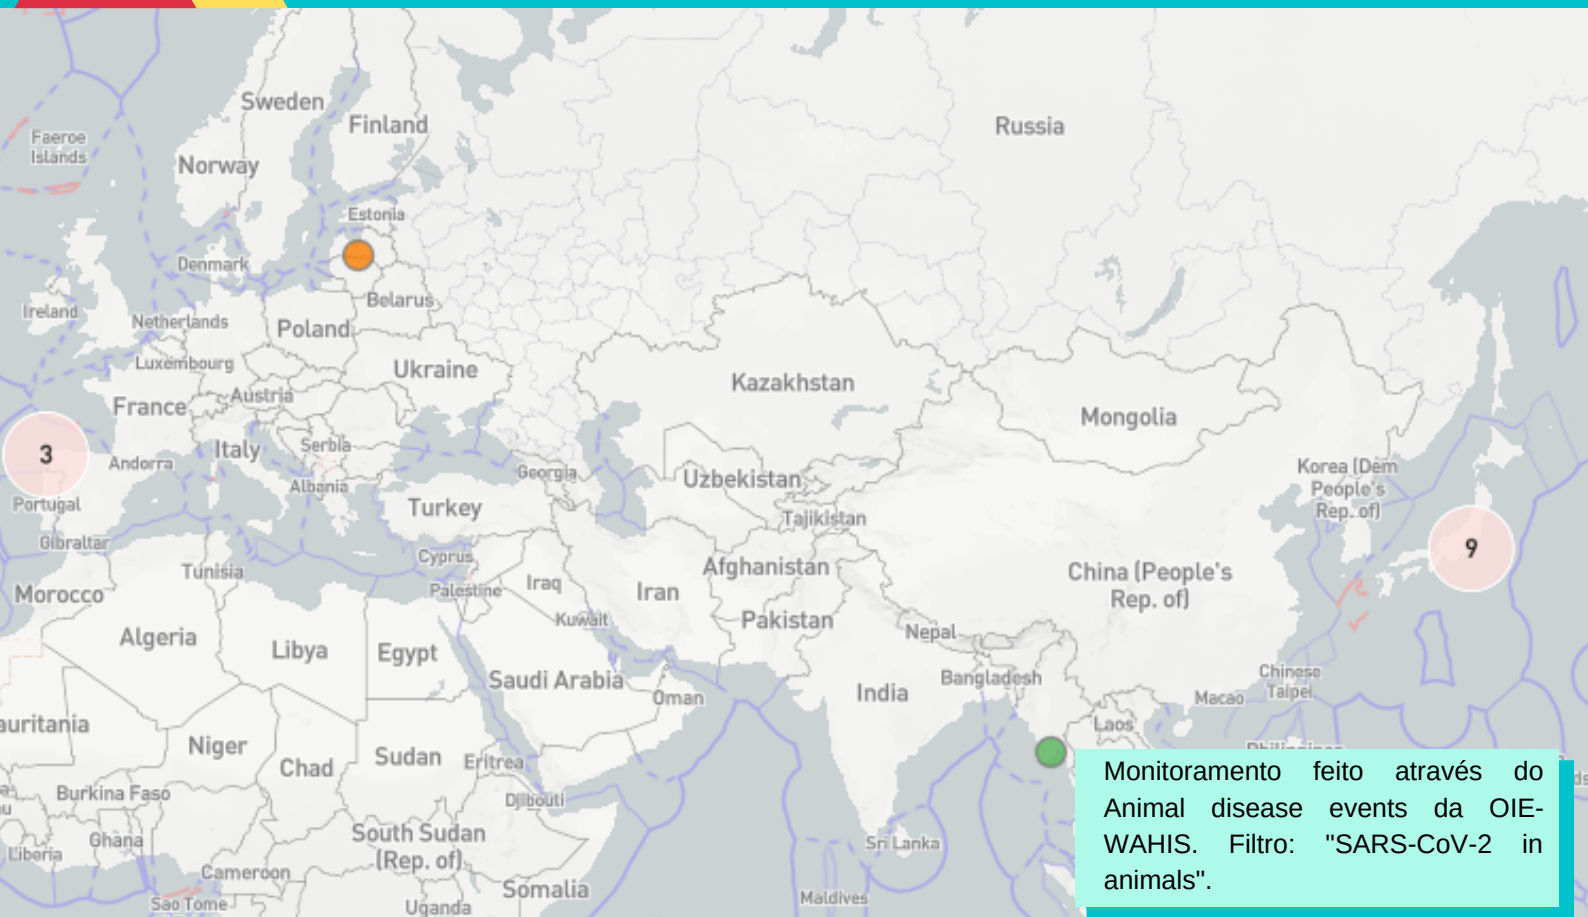 Sweden
Finland
Russia
Faeroe
Islands
Norway
Estonia
Denmark
Belarus
Ireland
Netherlands
Poland
Luxembourg
Ukraine
Kazakhstan
Austria
France
Mongolia
Serbia
Italy
3
Andorra
Georgia
Korea (Dem
People's
Rep. of)
Uzbekistan
Albania
Portugal
Turkey
Tajikistan
Gibraltar
9
Cyprus
Afghanistan
Tunisia
China (People's
Rep. of)
Iraq
Palestine
Iran
Morocco
Kuwait
Pakistan
Nepal
Algeria
Libya
Egypt
Chinese
Taipei
Saudi Arabia
Bangladesh
India
Oman
Macao
auritania
Laos
Niger
Sudan
Eritrea
Chad
Philippines
Burkina Faso
Djibouti
South Sudan
(Rep. of)
Ghana
Sri Lanka
Liberia
Cameroon
Somalia
Maldives
Sao Tome
Uganda
Monitoramento feito através do
Animal disease events da OIE-
WAHIS. Filtro: "SARS-CoV-2 in
animals".